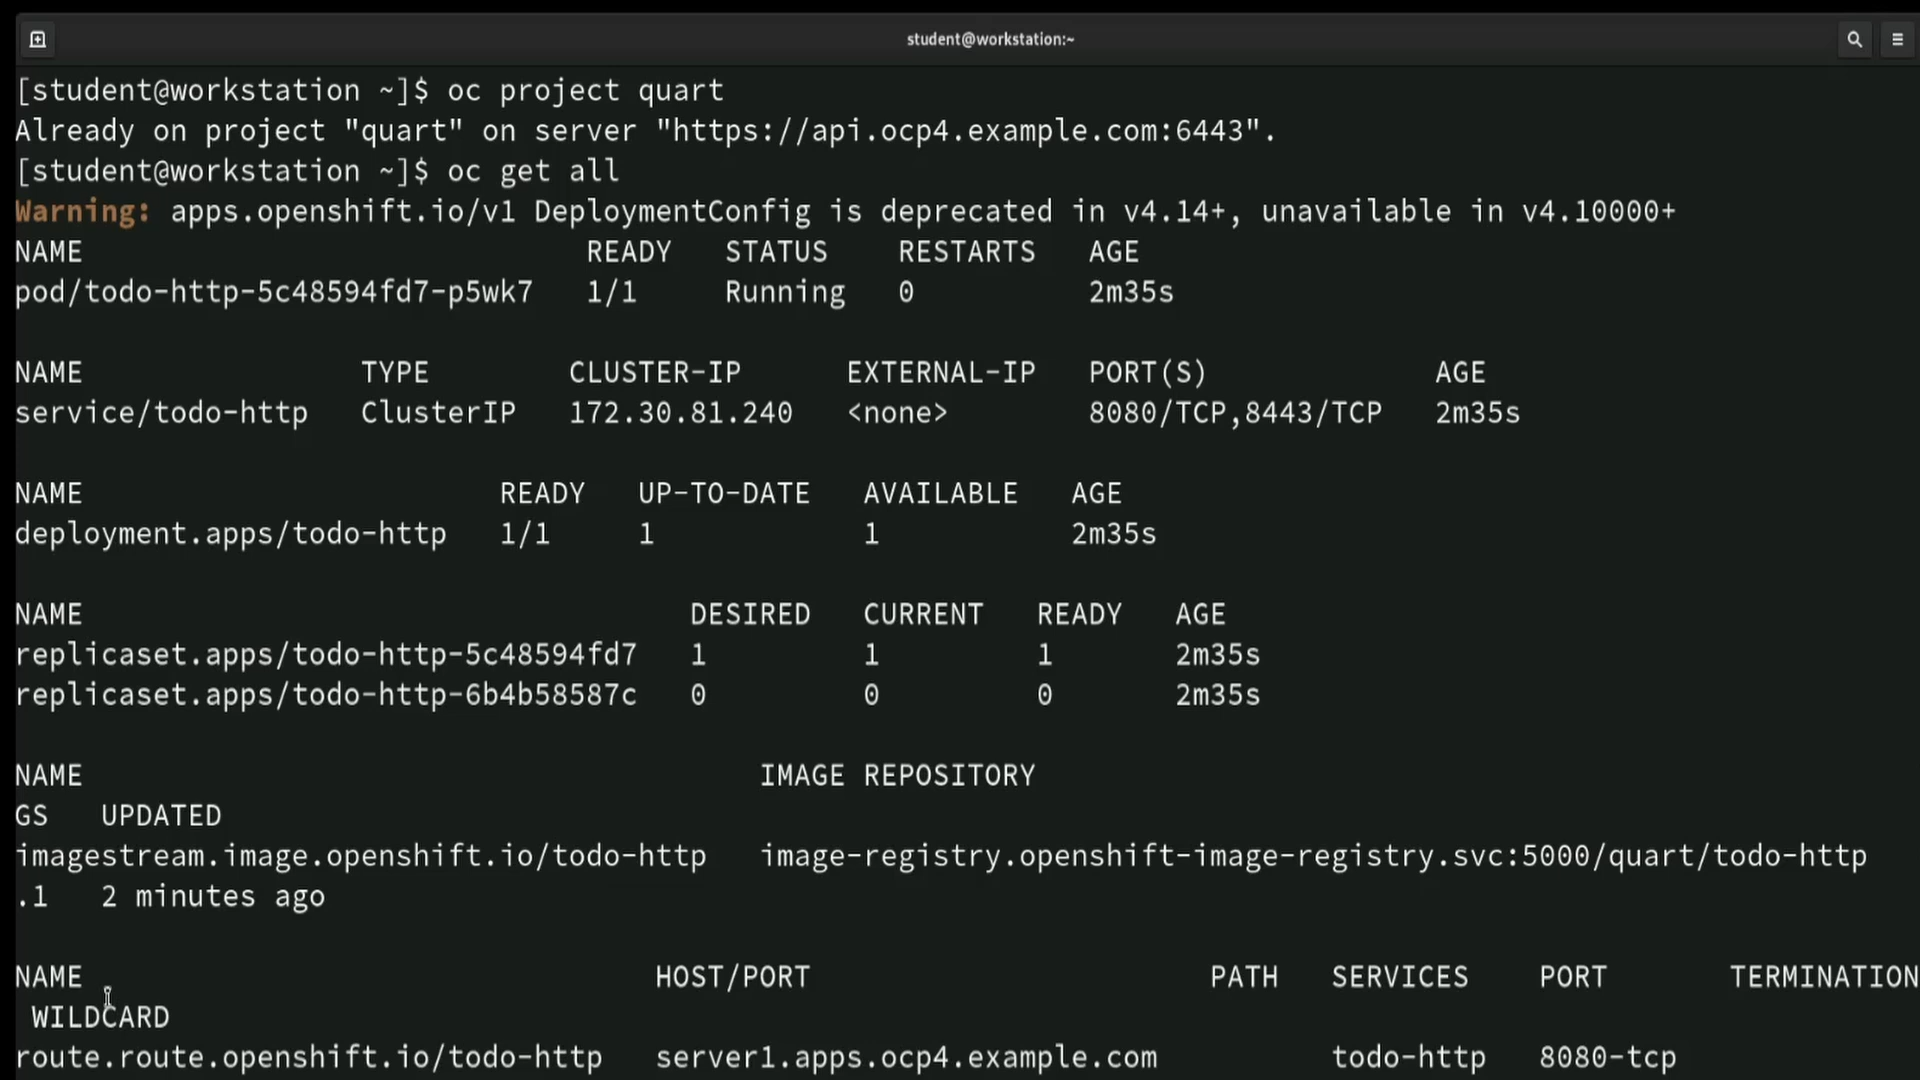 student@workstation:~
[student@workstation ~]$ oc project quart
Already on project "quart" on server "https://api.ocp4.example.com:6443".
[student@workstation ~]$ oc get all
Warning: apps.openshift.io/v1 DeploymentConfig is deprecated in v4.14+, unavailable in v4.10000+
NAME READY STATUS RESTARTS AGE
pod/todo-http-5c48594fd7-p5wk7 1/1 Running 0 2m35s
NAME TYPE CLUSTER-IP EXTERNAL-IP PORT(S) AGE
service/todo-http ClusterIP 172.30.81.240 <none> 8080/TCP,8443/TCP 2m35s
NAME READY UP-TO-DATE AVAILABLE AGE
deployment.apps/todo-http 1/1 1 1 2m35s
NAME DESIRED CURRENT READY AGE
replicaset.apps/todo-http-5c48594fd7 1 1 1 2m35s
replicaset.apps/todo-http-6b4b58587c 0 0 0 2m35s
NAME IMAGE REPOSITORY
GS UPDATED
imagestream.image.openshift.io/todo-http image-registry.openshift-image-registry.svc:5000/quart/todo-http
.1 2 minutes ago
NAME HOST/PORT PATH SERVICES PORT TERMINATION
WILDCARD
route.route.openshift.io/todo-http server1.apps.ocp4.example.com todo-http 8080-tcp